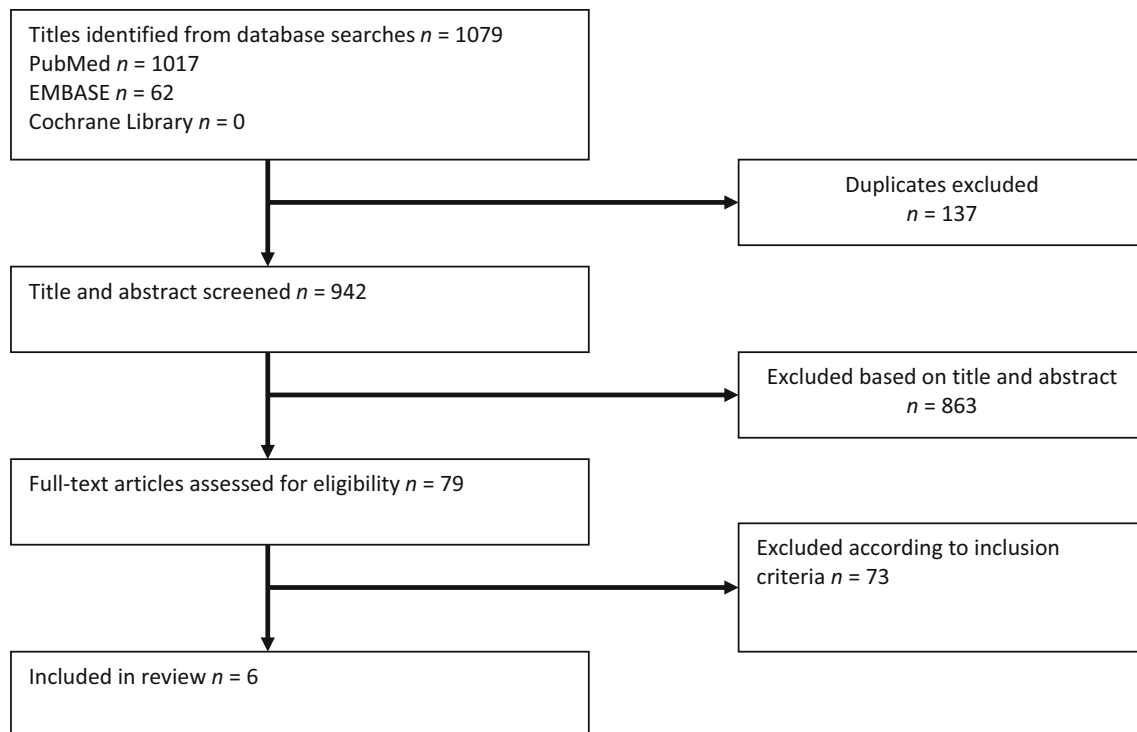 Titles identified from database searches n = 1079
PubMed n = 1017
EMBASE n = 62
Cochrane Library n = 0
Duplicates excluded
n = 137
Title and abstract screened n = 942
Excluded based on title and abstract
n = 863
Full-text articles assessed for eligibility n = 79
Excluded according to inclusion
criteria n = 73
Included in review n = 6